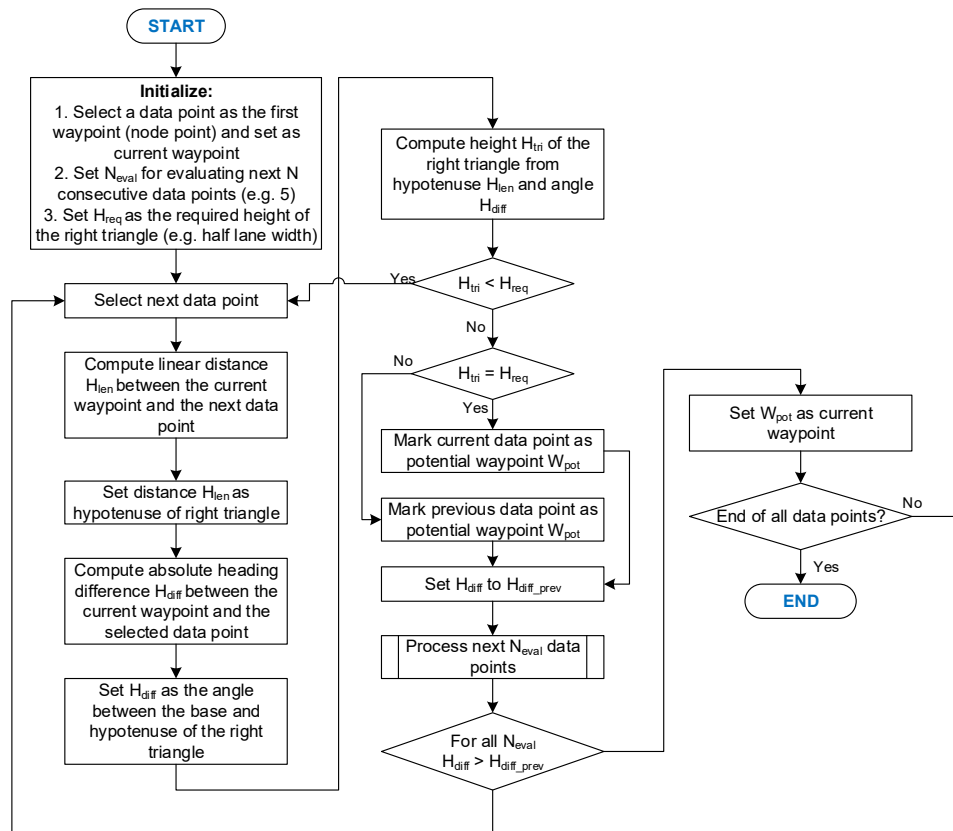 START
Initialize:
1. Select a data point as the first
waypoint (node point) and set as
current waypoint
2. Set Neval for evaluating next N
consecutive data points (e.g. 5)
3. Set Hreq as the required height of
the right triangle (e.g. half lane width)
Select next data point
Compute linear distance
Hlen between the current
waypoint and the next data
point
Set distance Hlen as
hypotenuse of right triangle
Compute absolute heading
difference Hdiff between the
current waypoint and the
selected data point
Set Hdiff as the angle
between the base and
hypotenuse of the right
triangle
Compute height Htri of the
right triangle from
hypotenuse Hlen and angle
Hdiff
Yes
Htri < Hreq
No
No
Htri = Hreq
Yes
Mark current data point as
potential waypoint Wpot
Mark previous data point as
potential waypoint Wpot
Set Hdiff to Hdiff_prev
Process next Neval data
points
For all Neval
Hdiff > Hdiff_prev
Set Wpot as current
waypoint
End of all data points?
No
Yes
END